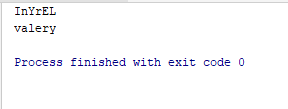 InYrEL
valery
Process finished with exit code 0